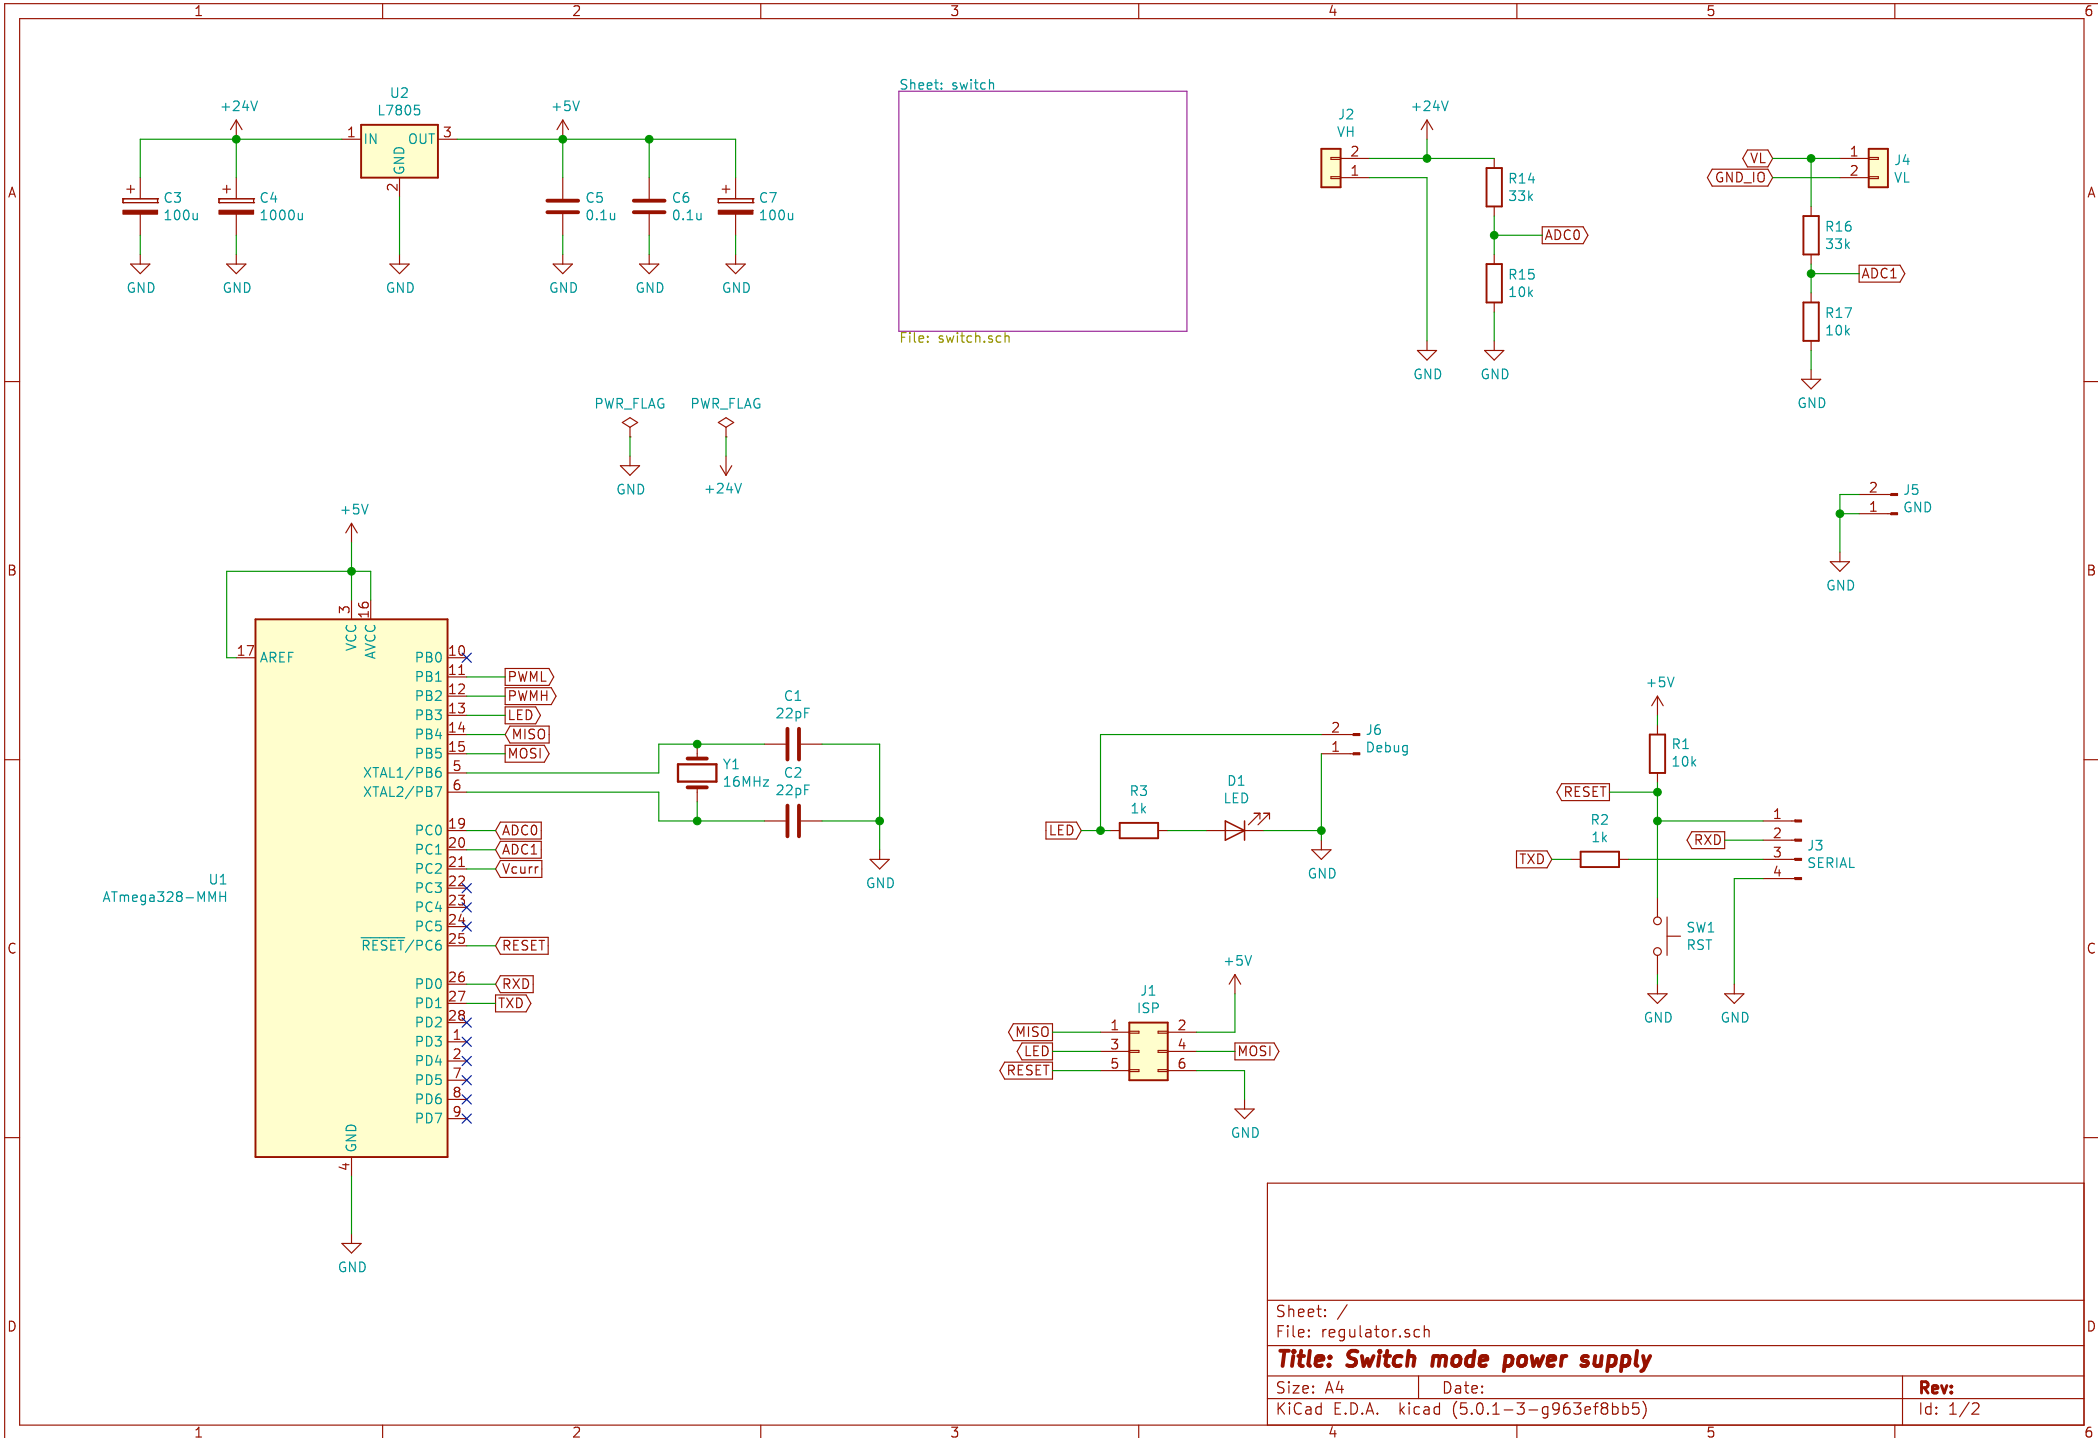 1 2 3 4 5 6
A
A
B
B
C
C
D
D
+24V
U2
L7805
1 IN OUT 3
GND
2
+5V
C3
100u
C4
1000u
C5
0.1u
C6
0.1u
C7
100u
GND
GND
GND
GND
GND
GND
Sheet: switch
File: switch.sch
J2
VH
2
1
+24V
R14
33k
ADC0
R15
10k
GND
GND
VL
GND_IO
1
2
J4
VL
R16
33k
ADC1
R17
10k
GND
PWR_FLAG
GND
PWR_FLAG
+24V
2
1
J5
GND
GND
+5V
3
16
VCC
AVCC
17 AREF
U1
ATmega328-MMH
PB0 10
PB1 11 PWML
PB2 12 PWMH
PB3 13 LED
PB4 14 MISO
PB5 15 MOSI
XTAL1/PB6 5
XTAL2/PB7 6
PC0 19 ADC0
PC1 20 ADC1
PC2 21 Vcurr
PC3 22
PC4 23
PC5 24
RESET/PC6 25 RESET
PD0 26 RXD
PD1 27 TXD
PD2 28
PD3 1
PD4 2
PD5 7
PD6 8
PD7 9
GND
4
GND
C1
22pF
Y1
16MHz
C2
22pF
GND
LED
R3
1k
D1
LED
2
1
J6
Debug
GND
+5V
R1
10k
RESET
R2
1k
TXD
RXD
1
2
3
4
J3
SERIAL
SW1
RST
GND
GND
J1
ISP
+5V
MISO 1 2
LED 3 4 MOSI
RESET 5 6
GND
Sheet: /
File: regulator.sch
Title: Switch mode power supply
Size: A4 Date: Rev:
KiCad E.D.A. kicad (5.0.1-3-g963ef8bb5) Id: 1/2
1 2 3 4 5 6